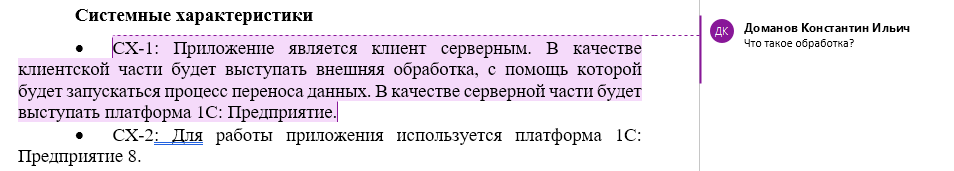 Системные характеристики
● СХ-1: Приложение является клиент серверным. В качестве
клиентской части будет выступать внешняя обработка, с помощь которой
будет запускаться процесс переноса данных. В качестве серверной части будет
выступать платформа 1С: Предприятие.
● СХ-2: Для работы приложения используется платформа 1С:
Предприятие 8.
ДК Доманов Константин Ильич
Что такое обработка?